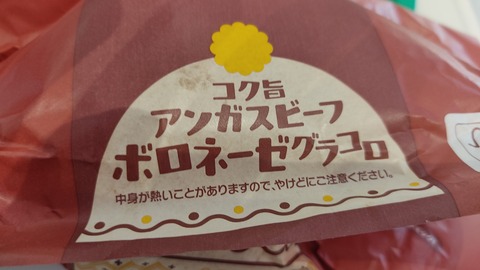 コク旨
アンガスビーフ
ボロネーゼグラコロ
中身が熱いことがありますので、やけどにご注意ください。